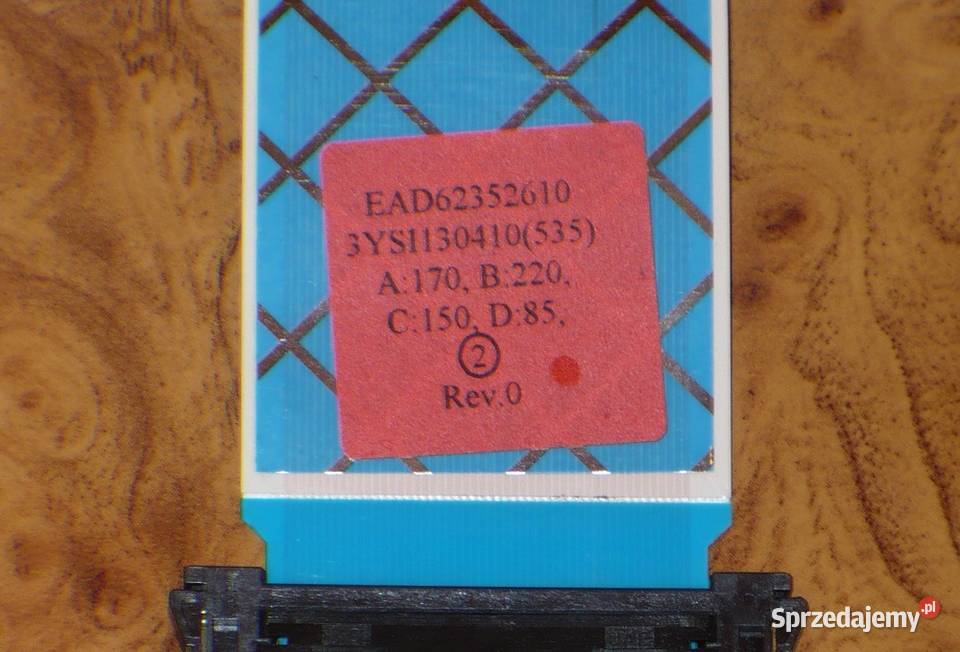 EAD62352610
3YSI130410(535)
A:170, B:220,
C:150, D:85,
2
Rev.0
Sprzedajemy.pl